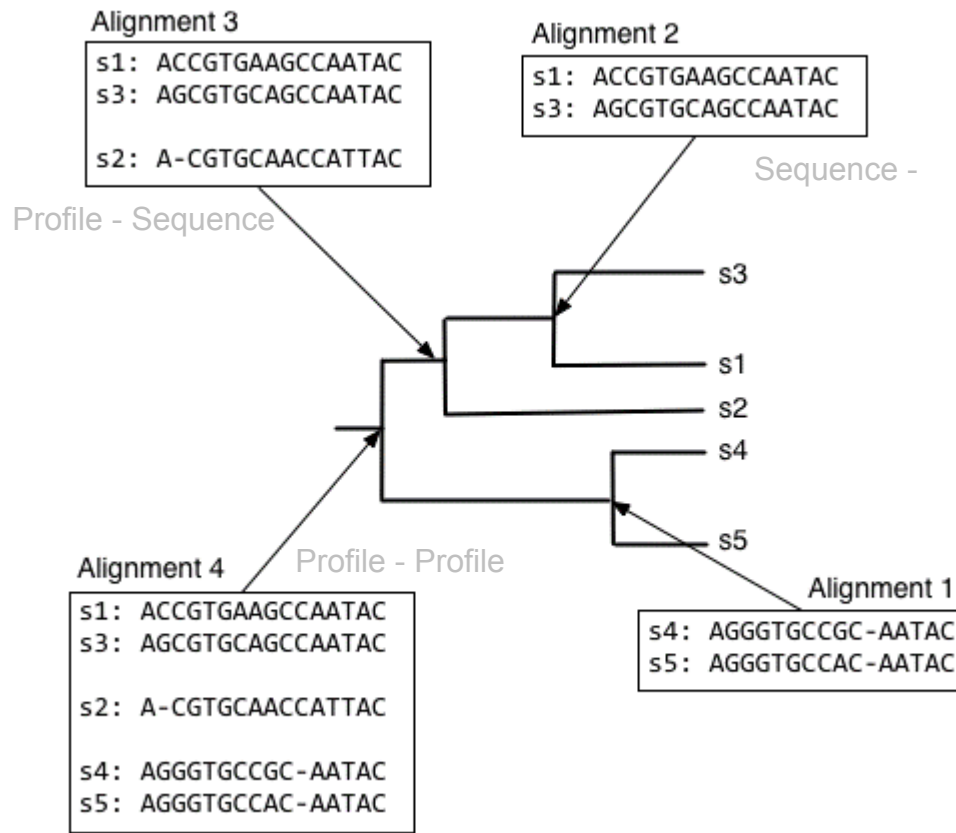 Alignment 3
s1: ACCGTGAAGCCAATAC
s3: AGCGTGCAGCCAATAC
s2: A-CGTGCAACCATTAC
Alignment 2
s1: ACCGTGAAGCCAATAC
s3: AGCGTGCAGCCAATAC
Sequence -
Profile - Sequence
s3
s1
s2
s4
s5
Profile - Profile
Alignment 4
s1: ACCGTGAAGCCAATAC
s3: AGCGTGCAGCCAATAC
s2: A-CGTGCAACCATTAC
s4: AGGGTGCCGC-AATAC
s5: AGGGTGCCAC-AATAC
Alignment 1
s4: AGGGTGCCGC-AATAC
s5: AGGGTGCCAC-AATAC